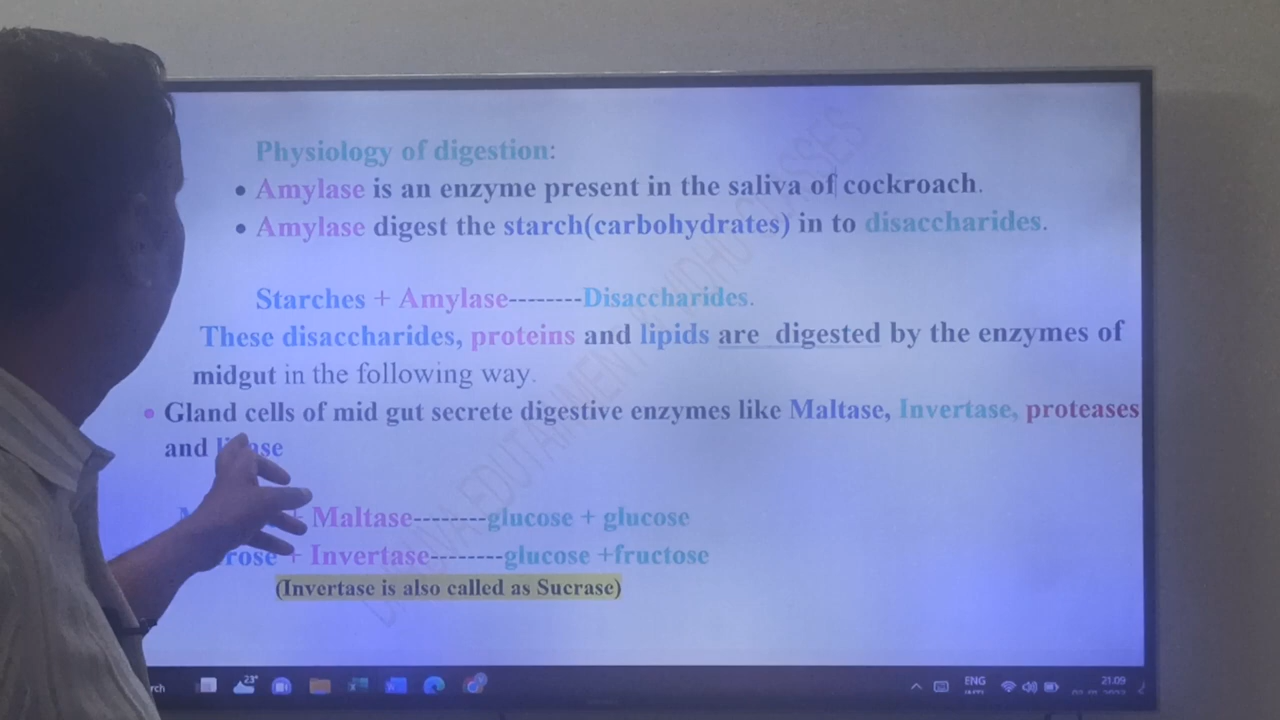 Physiology of digestion:
• Amylase is an enzyme present in the saliva of cockroach.
• Amylase digest the starch(carbohydrates) in to disaccharides.
Starches + Amylase--------Disaccharides.
These disaccharides, proteins and lipids are digested by the enzymes of
midgut in the following way.
• Gland cells of mid gut secrete digestive enzymes like Maltase, Invertase, proteases
and
+ Maltase--------glucose + glucose
+ Invertase--------glucose +fructose
(Invertase is also called as Sucrase)
23°
ENG
21.09